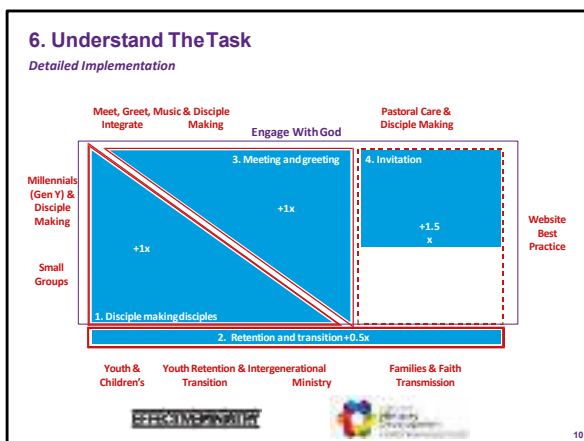 6. Understand The Task
Detailed Implementation
Meet, Greet, Music & Disciple
Integrate Making
Pastoral Care &
Disciple Making
Engage With God
3. Meeting and greeting
4. Invitation
Millennials
(Gen Y) &
Disciple
Making
Small
Groups
+1x
+1x
+1.5
x
Website
Best
Practice
1. Disciple making disciples
2. Retention and transition +0.5x
Youth &
Children's
Youth Retention & Intergenerational
Transition Ministry
Families & Faith
Transmission
10